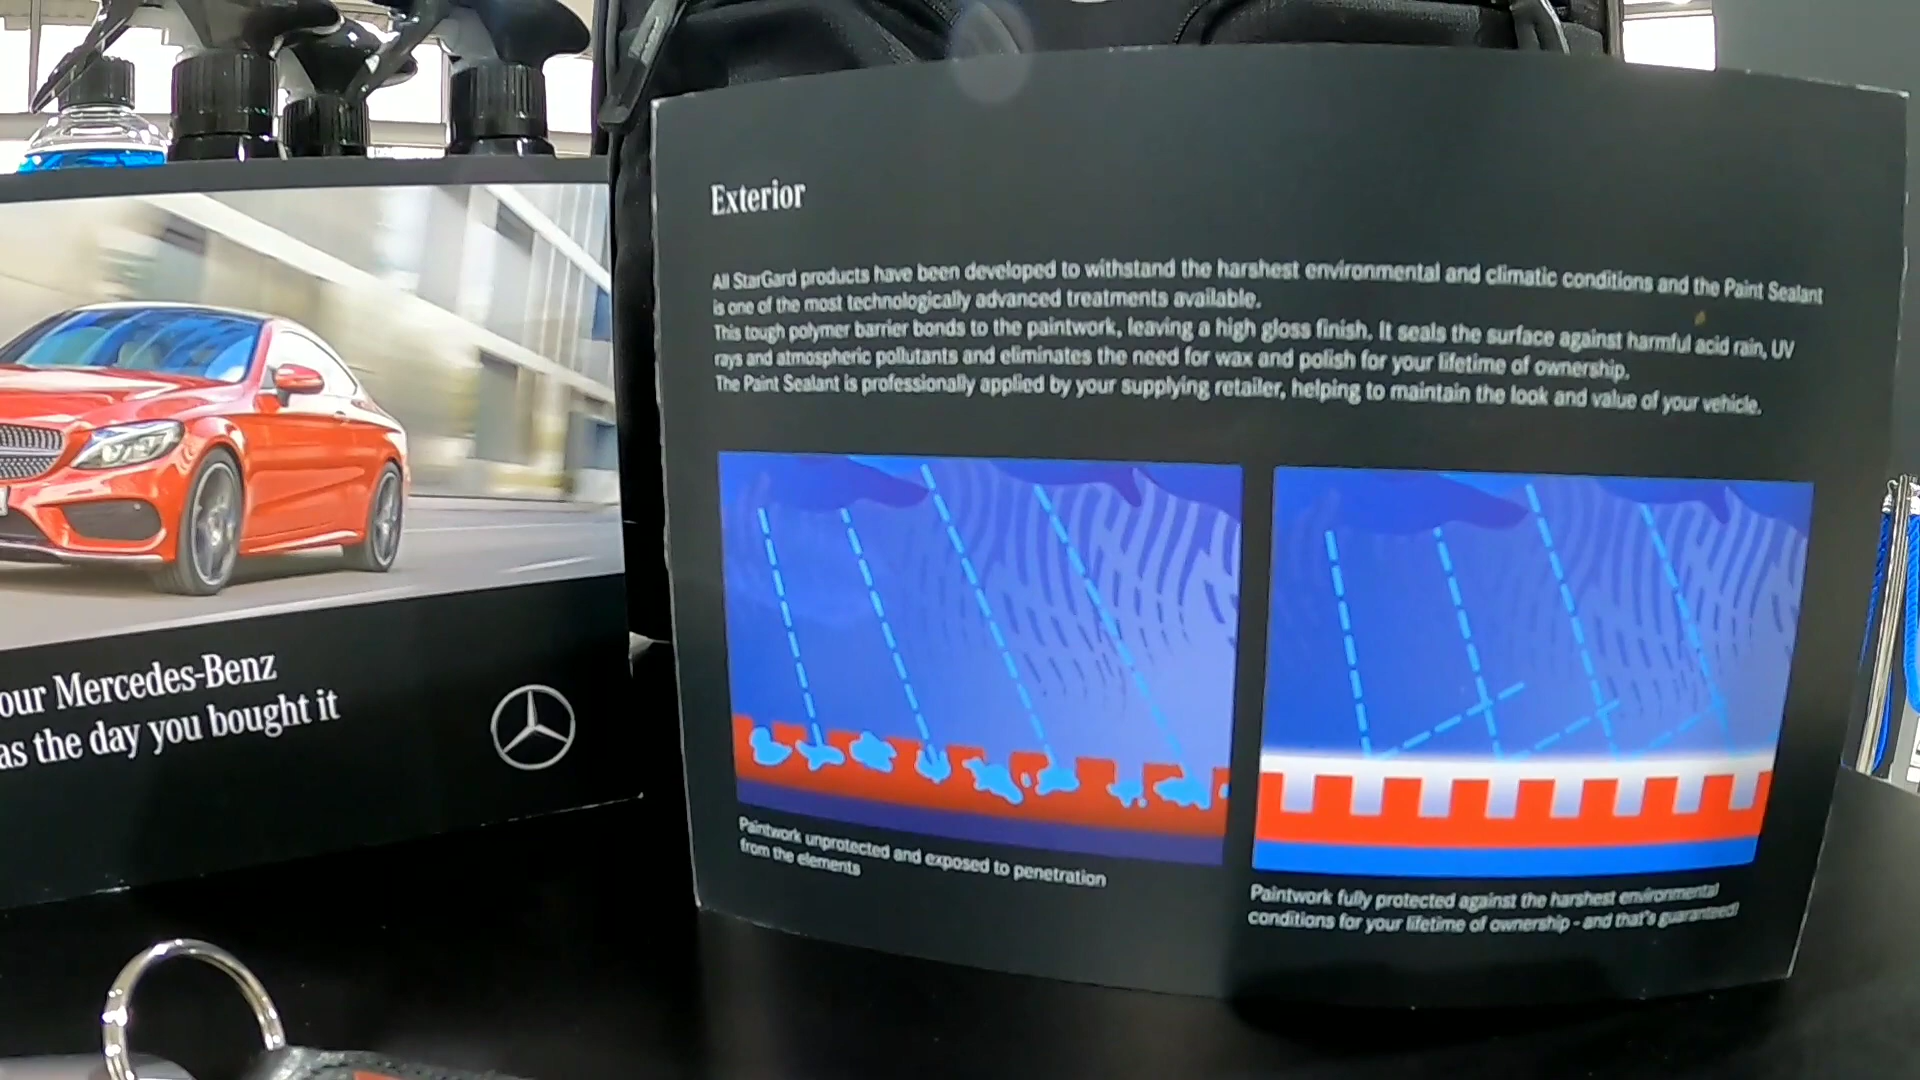 our Mercedes-Benz
as the day you bought it
Exterior
All StarGard products have been developed to withstand the harshest environmental and climatic conditions and the Paint Sealant
is one of the most technologically advanced treatments available.
This tough polymer barrier bonds to the paintwork, leaving a high gloss finish. It seals the surface against harmful acid rain, UV
rays and atmospheric pollutants and eliminates the need for wax and polish for your lifetime of ownership.
The Paint Sealant is professionally applied by your supplying retailer, helping to maintain the look and value of your vehicle.
Paintwork unprotected and exposed to penetration
from the elements
Paintwork fully protected against the harshest environmental
conditions for your lifetime of ownership - and that's guaranteed!